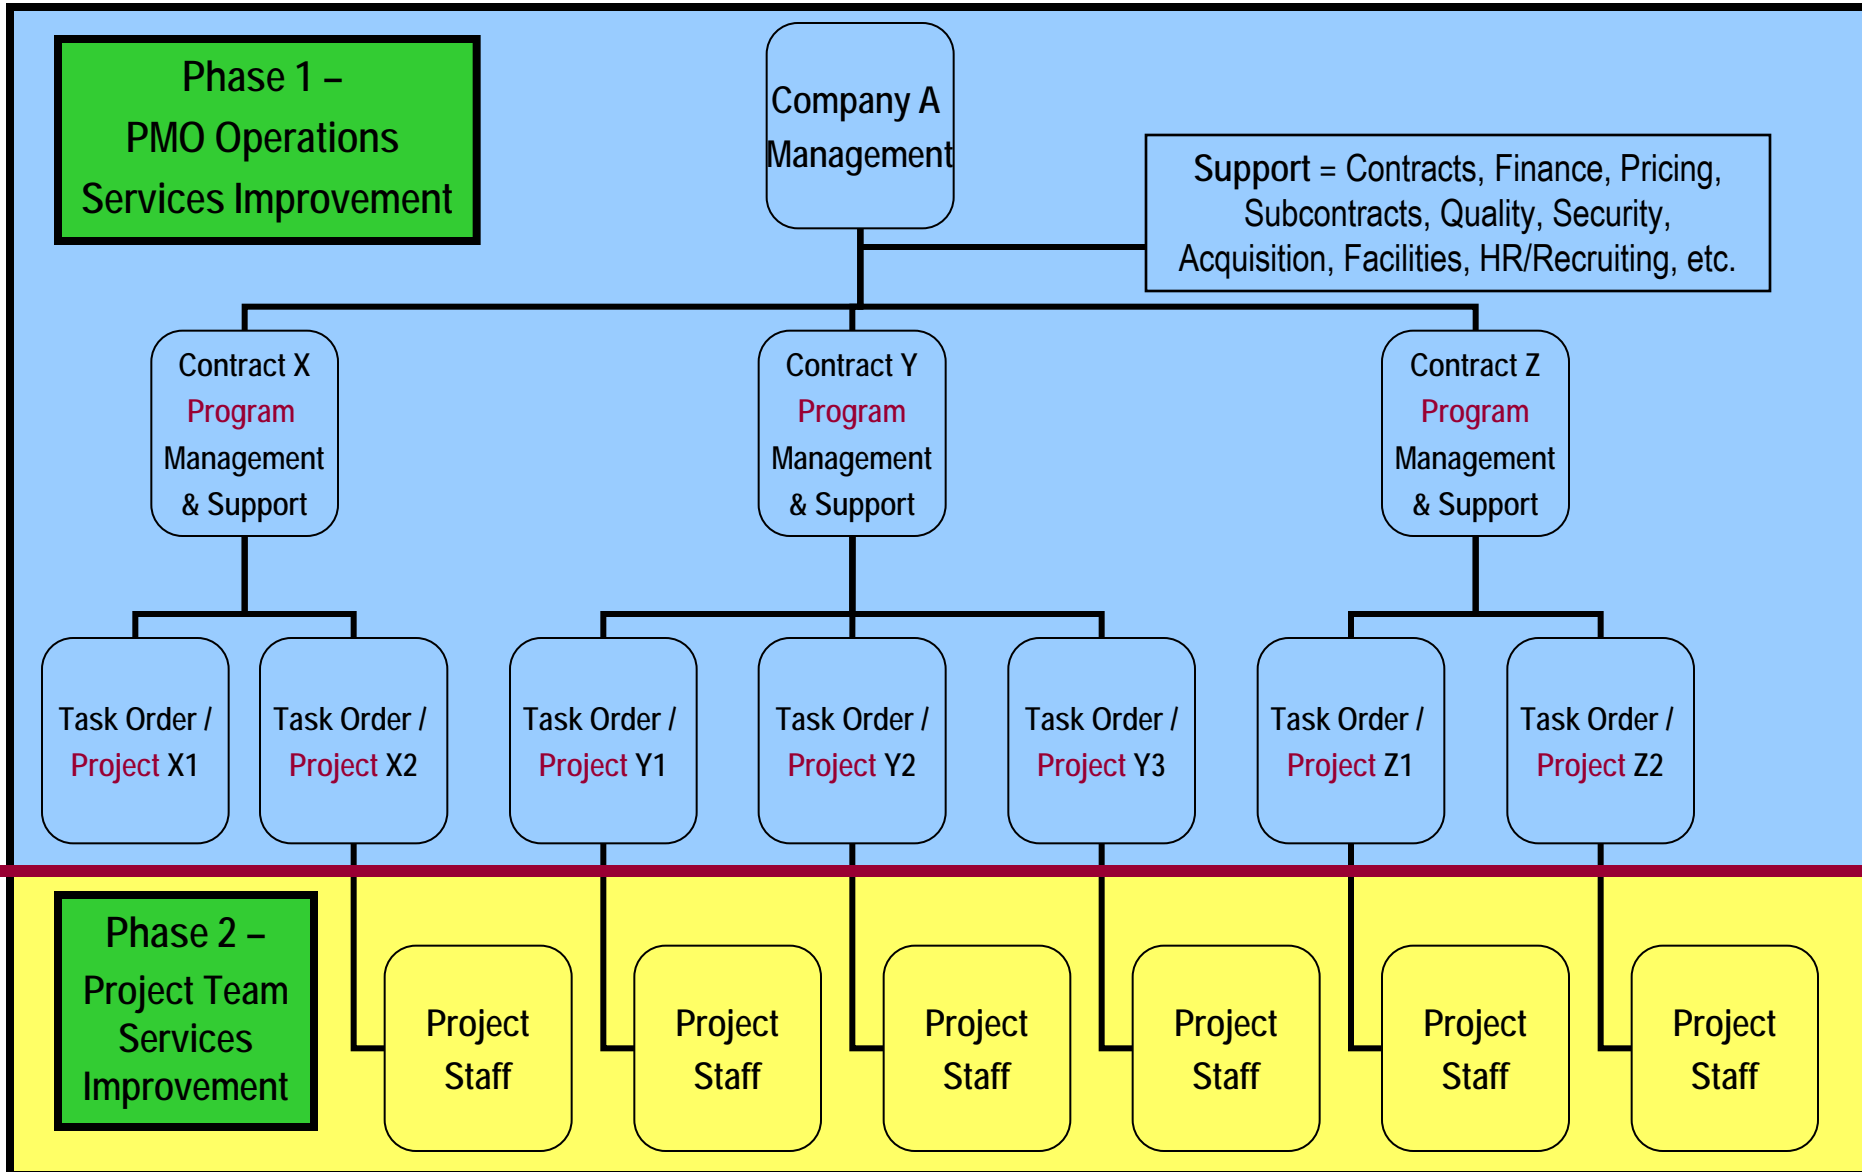 Phase 1 –
PMO Operations
Services Improvement
Company A
Management
Support = Contracts, Finance, Pricing,
Subcontracts, Quality, Security,
Acquisition, Facilities, HR/Recruiting, etc.
Contract X
Program
Management
& Support
Contract Y
Program
Management
& Support
Contract Z
Program
Management
& Support
Task Order /
Project X1
Task Order /
Project X2
Task Order /
Project Y1
Task Order /
Project Y2
Task Order /
Project Y3
Task Order /
Project Z1
Task Order /
Project Z2
Phase 2 –
Project Team
Services
Improvement
Project
Staff
Project
Staff
Project
Staff
Project
Staff
Project
Staff
Project
Staff